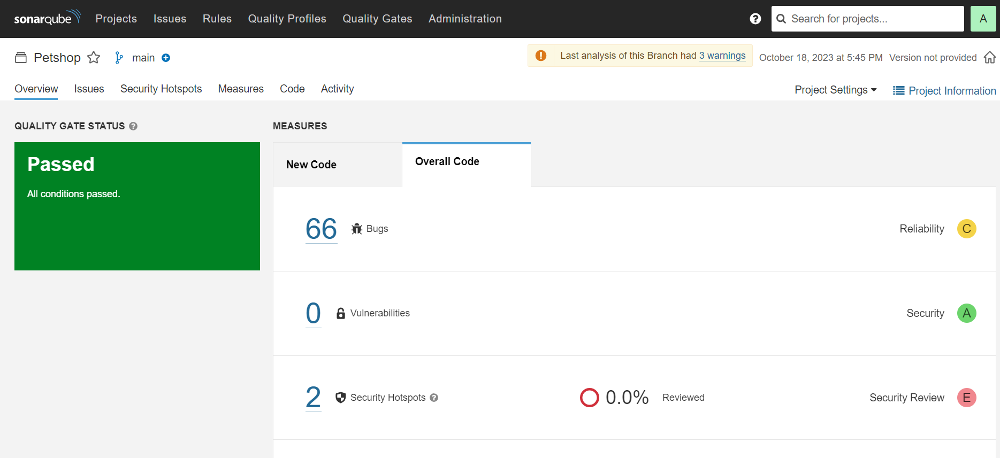 sonarqube Projects Issues Rules Quality Profiles Quality Gates Administration ? Search for projects... A
Petshop main Last analysis of this Branch had 3 warnings October 18, 2023 at 5:45 PM Version not provided
Overview Issues Security Hotspots Measures Code Activity Project Settings Project Information
QUALITY GATE STATUS ? MEASURES
Passed
All conditions passed.
New Code Overall Code
66 Bugs Reliability C
0 Vulnerabilities Security A
2 Security Hotspots ? 0.0% Reviewed Security Review E